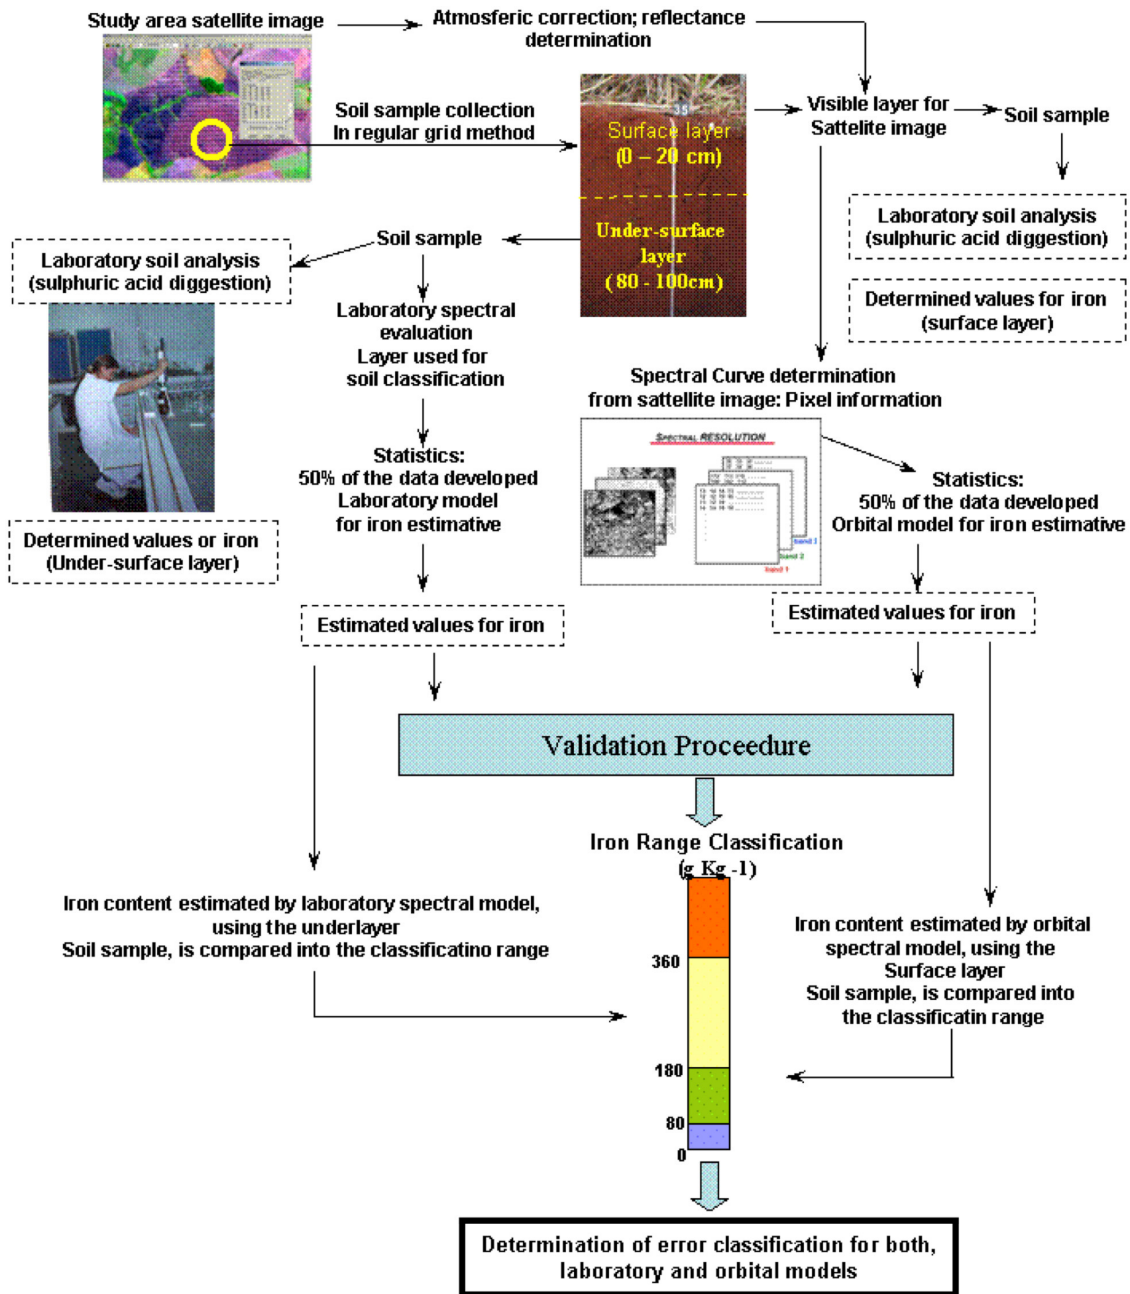 Study area satellite image
Atmosferic correction; reflectance
determination
Soil sample collection
In regular grid method
35
Surface layer
(0 – 20 cm)
Under-surface
layer
( 80 - 100cm)
Visible layer for
Sattelite image
Soil sample
Laboratory soil analysis
(sulphuric acid diggestion)
Determined values for iron
(surface layer)
Soil sample
Laboratory soil analysis
(sulphuric acid diggestion)
Laboratory spectral
evaluation
Layer used for
soil classification
Spectral Curve determination
from sattellite image: Pixel information
SPECTRAL RESOLUTION
band 3
band 2
band 1
Statistics:
50% of the data developed
Laboratory model
for iron estimative
Statistics:
50% of the data developed
Orbital model for iron estimative
Determined values or iron
(Under-surface layer)
Estimated values for iron
Estimated values for iron
Validation Proceedure
Iron Range Classification
(g Kg -1)
360
180
80
0
Iron content estimated by laboratory spectral model,
using the underlayer
Soil sample, is compared into the classificatino range
Iron content estimated by orbital
spectral model, using the
Surface layer
Soil sample, is compared into
the classificatin range
Determination of error classification for both,
laboratory and orbital models